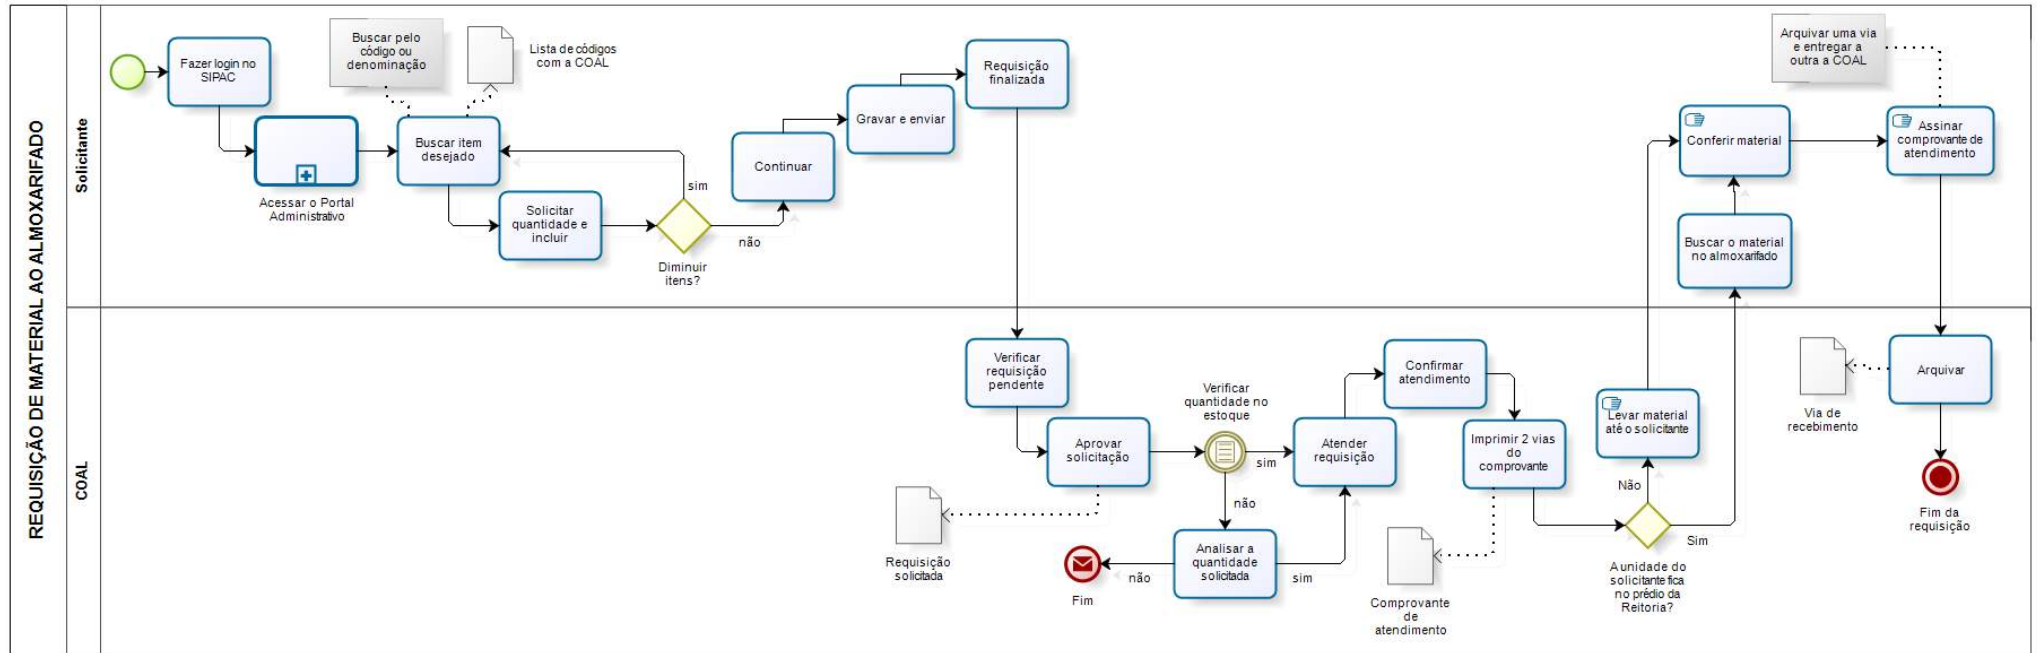 REQUISIÇÃO DE MATERIAL AO ALMOXARIFADO
Solicitante
Fazer login no
SIPAC
Acessar o Portal
Administrativo
Buscar pelo
código ou
denominação
Lista de códigos
com a COAL
Buscar item
desejado
Solicitar
quantidade e
incluir
sim
não
Diminuir
itens?
Continuar
Gravar e enviar
Requisição
finalizada
Arquivar uma via
e entregar a
outra a COAL
Conferir material
Assinar
comprovante de
atendimento
Buscar o material
no almoxarifado
COAL
Verificar
requisição
pendente
Aprovar
solicitação
Requisição
solicitada
Verificar
quantidade no
estoque
sim
não
Analisar a
quantidade
solicitada
não
sim
Fim
Atender
requisição
Confirmar
atendimento
Imprimir 2 vias
do
comprovante
Comprovante
de
atendimento
Levar material
até o solicitante
Não
Sim
A unidade do
solicitante fica
no prédio da
Reitoria?
Arquivar
Via de
recebimento
Fim da
requisição